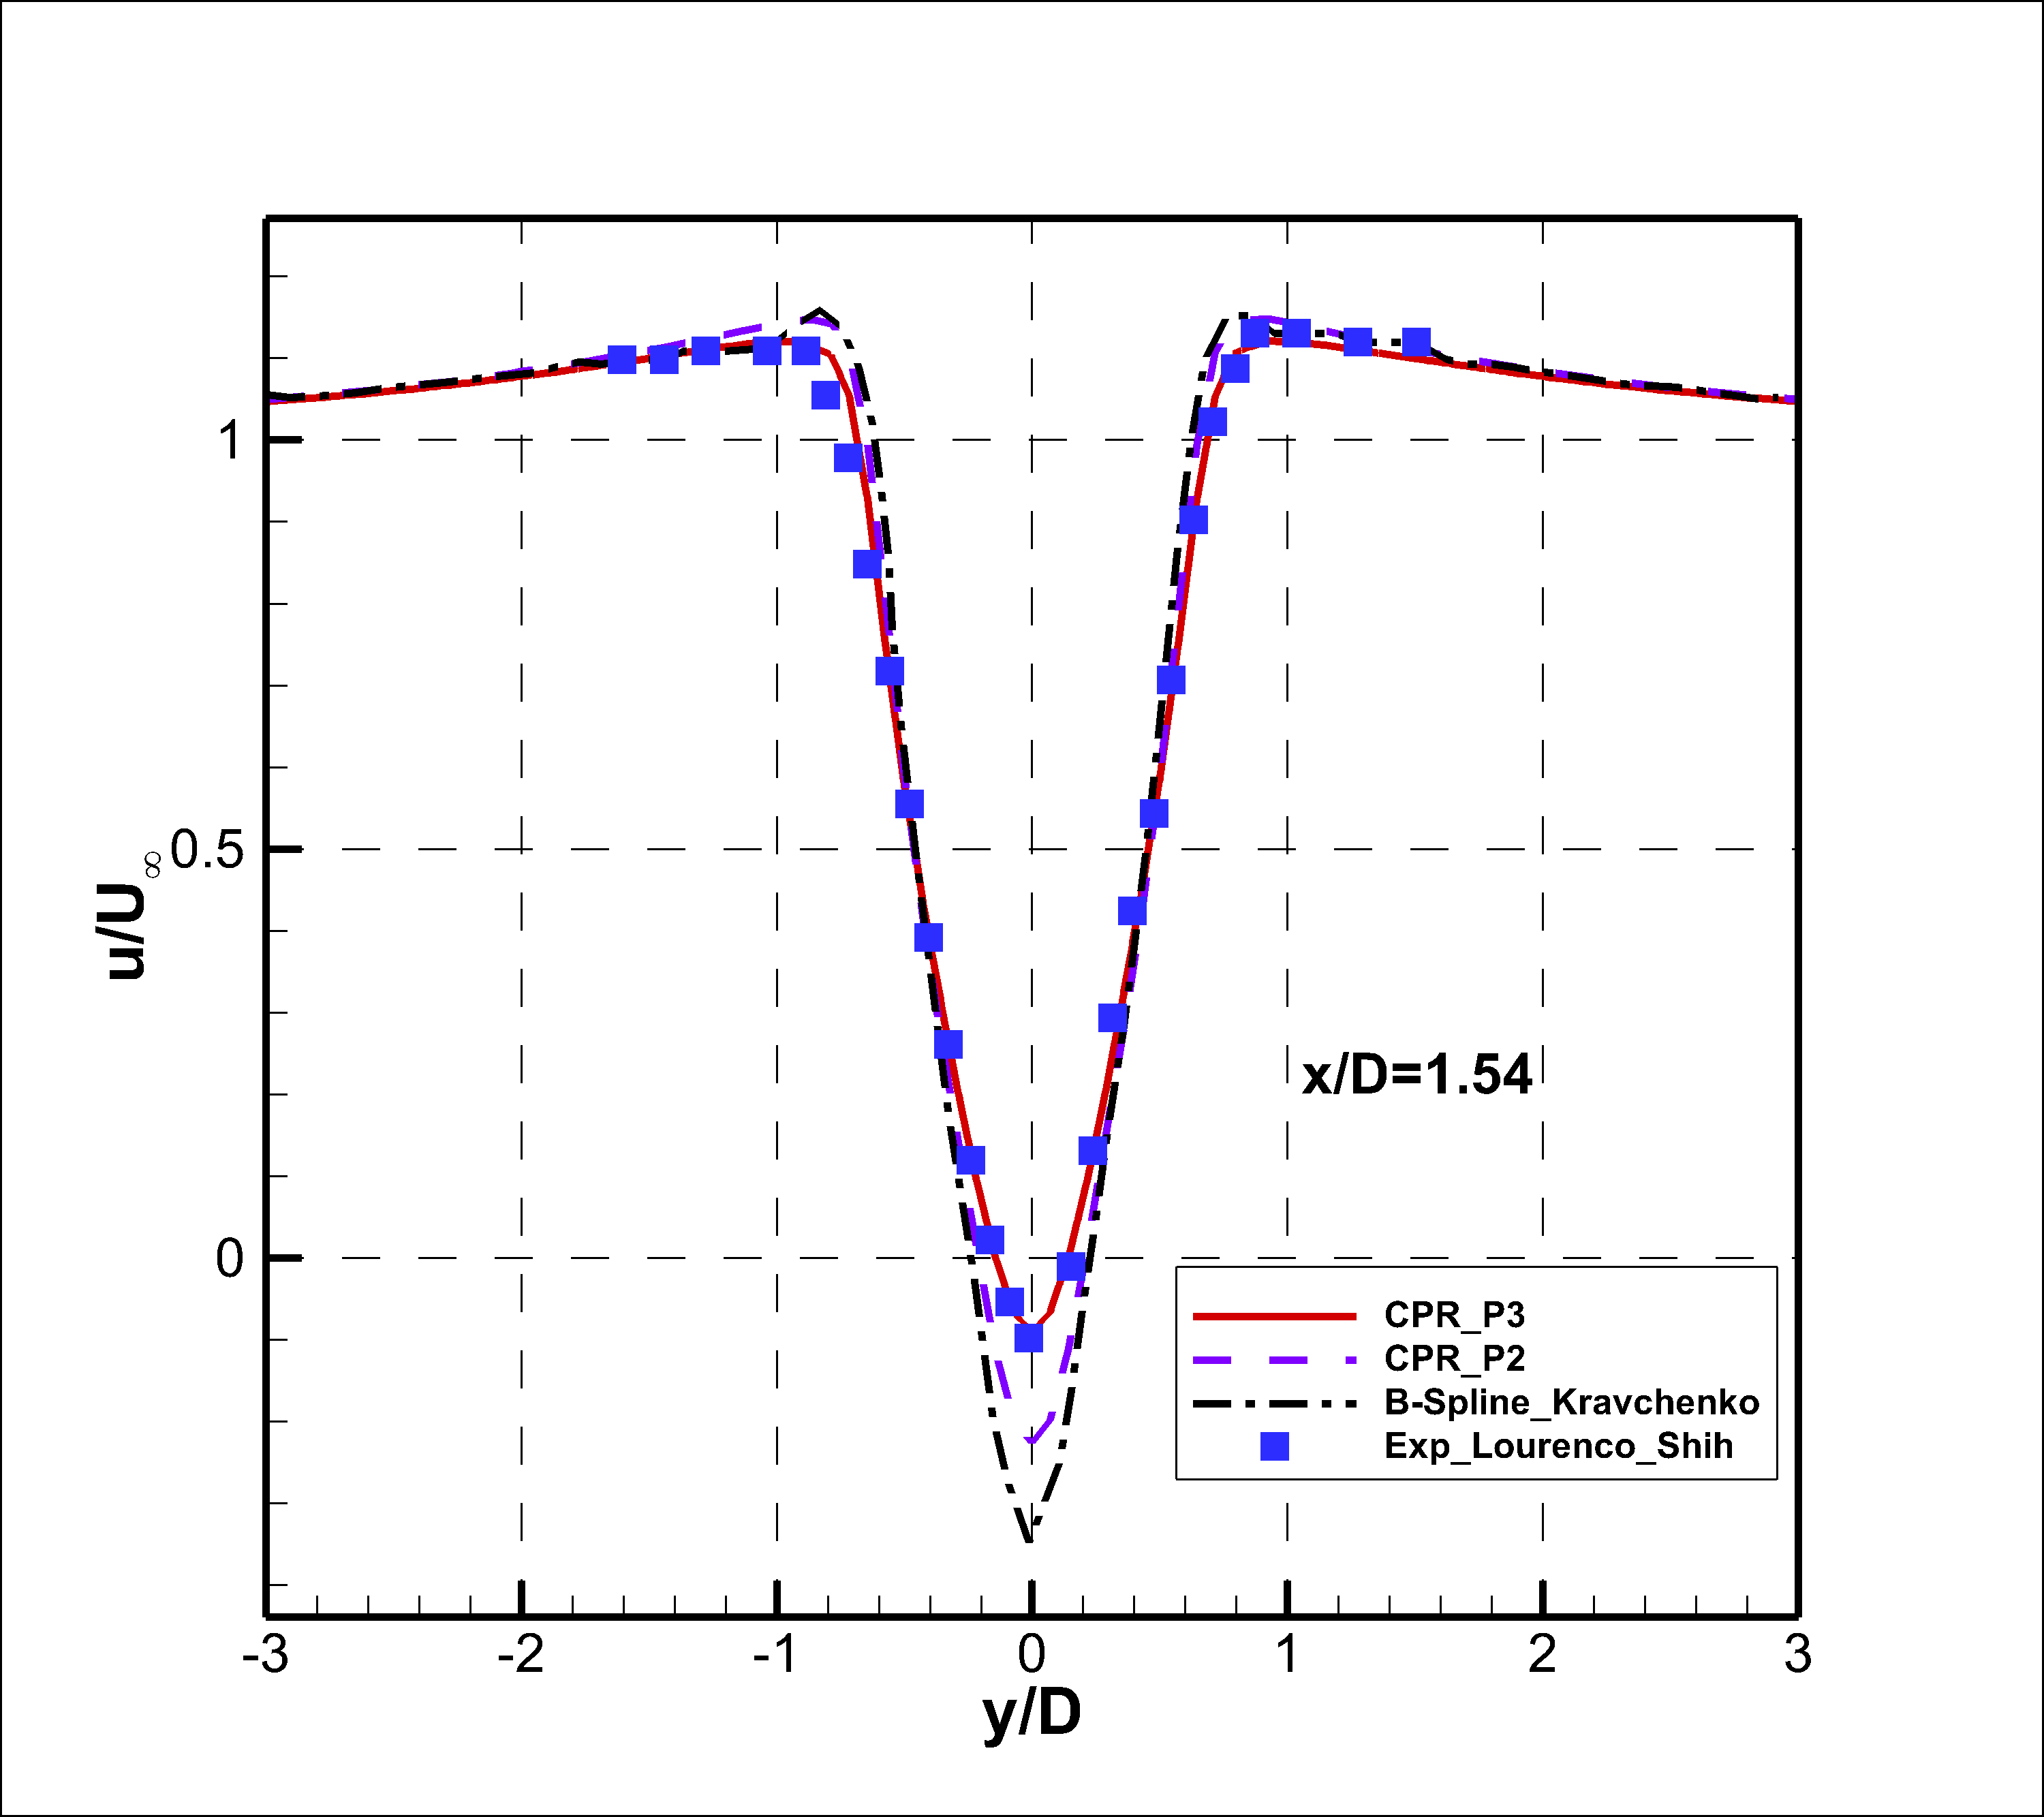 1
0.5
0
u/U∞
x/D=1.54
CPR_P3
CPR_P2
B-Spline_Kravchenko
Exp_Lourenco_Shih
-3 -2 -1 0 1 2 3
y/D